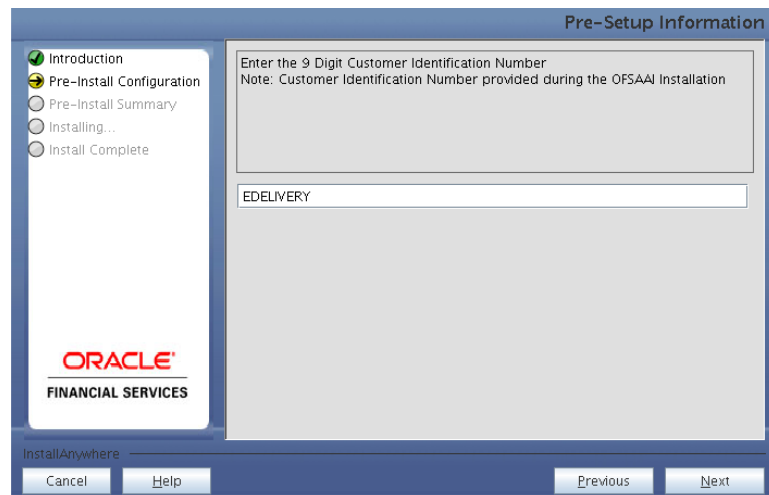 Pre-Setup Information
Introduction
Pre-Install Configuration
Pre-Install Summary
Installing...
Install Complete
ORACLE
FINANCIAL SERVICES
Enter the 9 Digit Customer Identification Number
Note: Customer Identification Number provided during the OFSAAI Installation
EDELIVERY
InstallAnywhere
Cancel
Help
Previous
Next